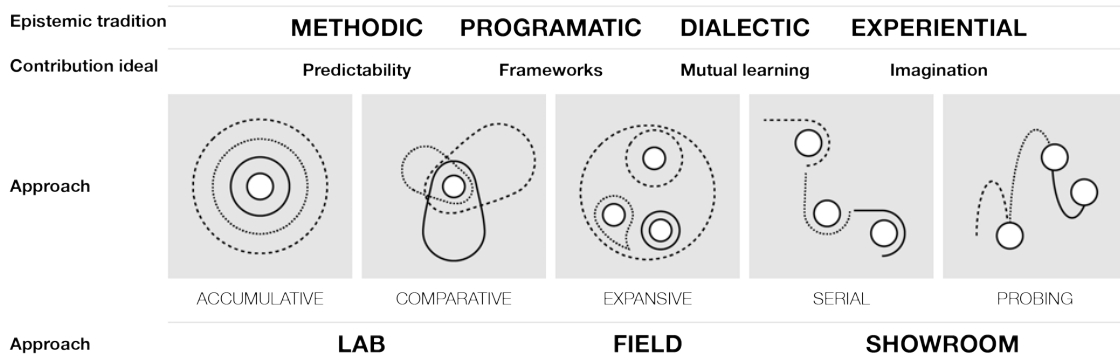 Epistemic tradition METHODIC PROGRAMATIC DIALECTIC EXPERIENTIAL
Contribution ideal Predictability Frameworks Mutual learning Imagination
Approach
ACCUMULATIVE COMPARATIVE EXPANSIVE SERIAL PROBING
Approach LAB FIELD SHOWROOM